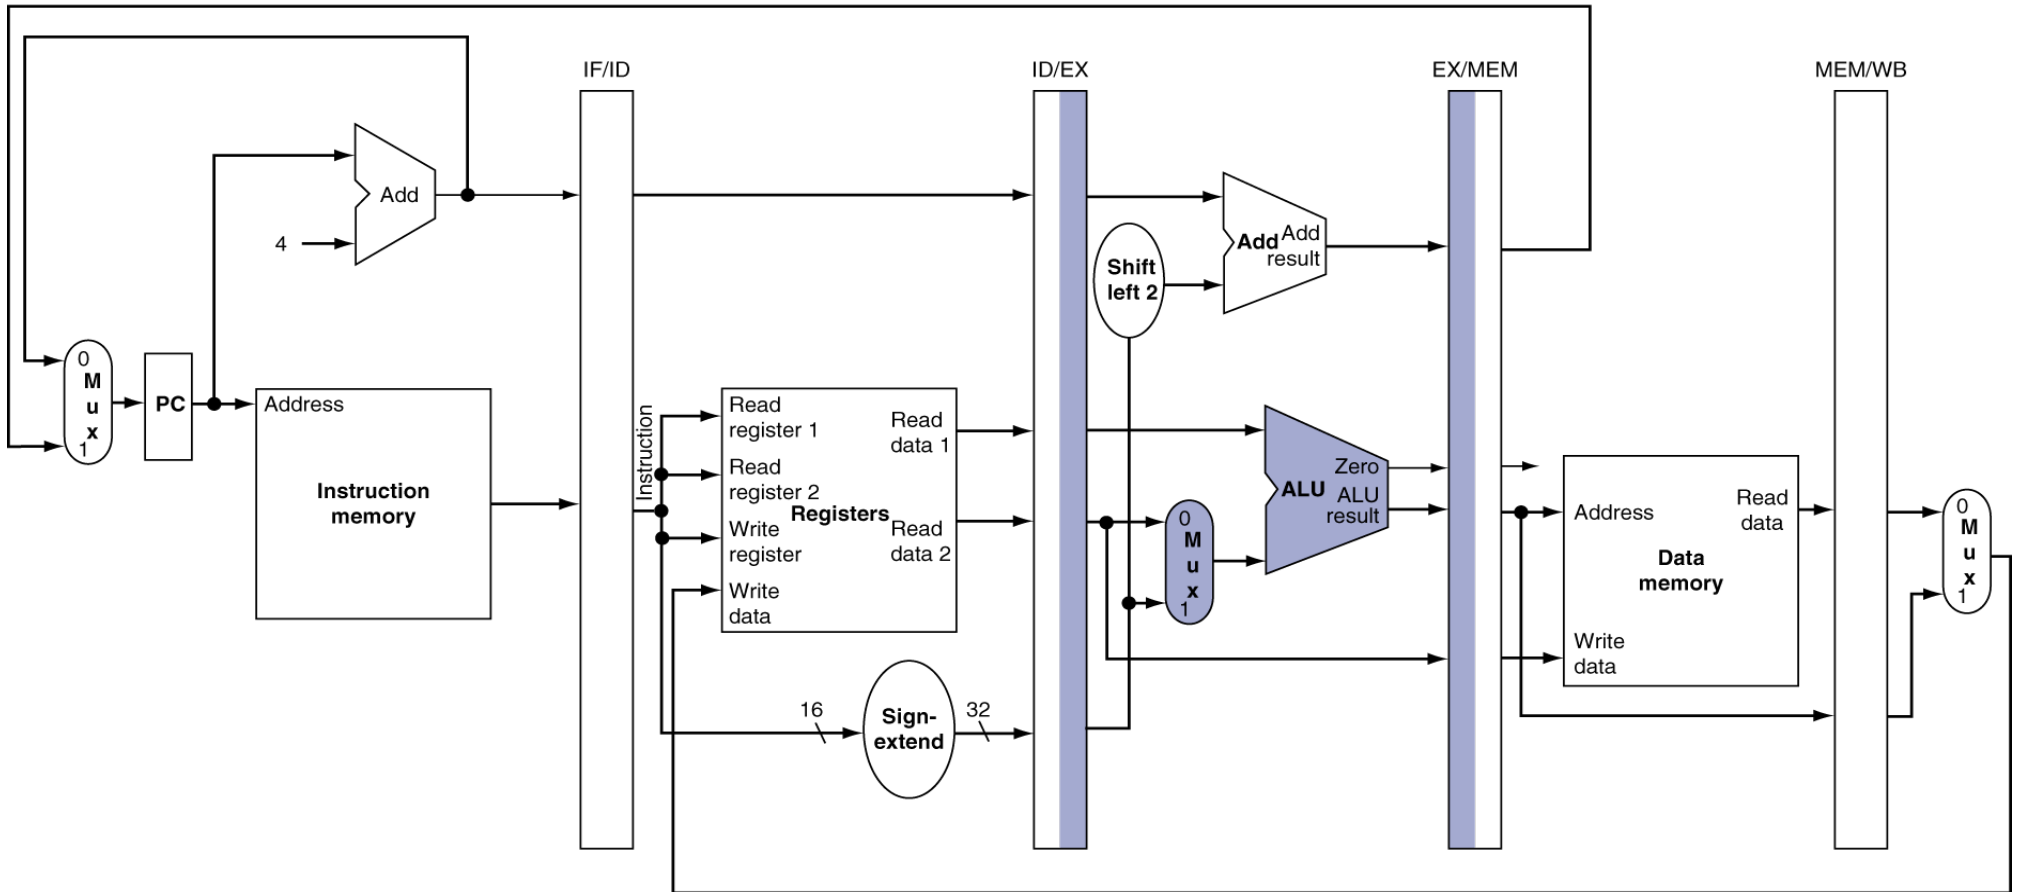 IF/ID
ID/EX
EX/MEM
MEM/WB
Add
4
Add
Add
result
Shift
left 2
0
M
u
x
1
PC
Address
Instruction
memory
Instruction
Read
register 1
Read
register 2
Write
register
Write
data
Registers
Read
data 1
Read
data 2
16
Sign-
extend
32
0
M
u
x
1
ALU
Zero
ALU
result
Address
Data
memory
Write
data
Read
data
0
M
u
x
1